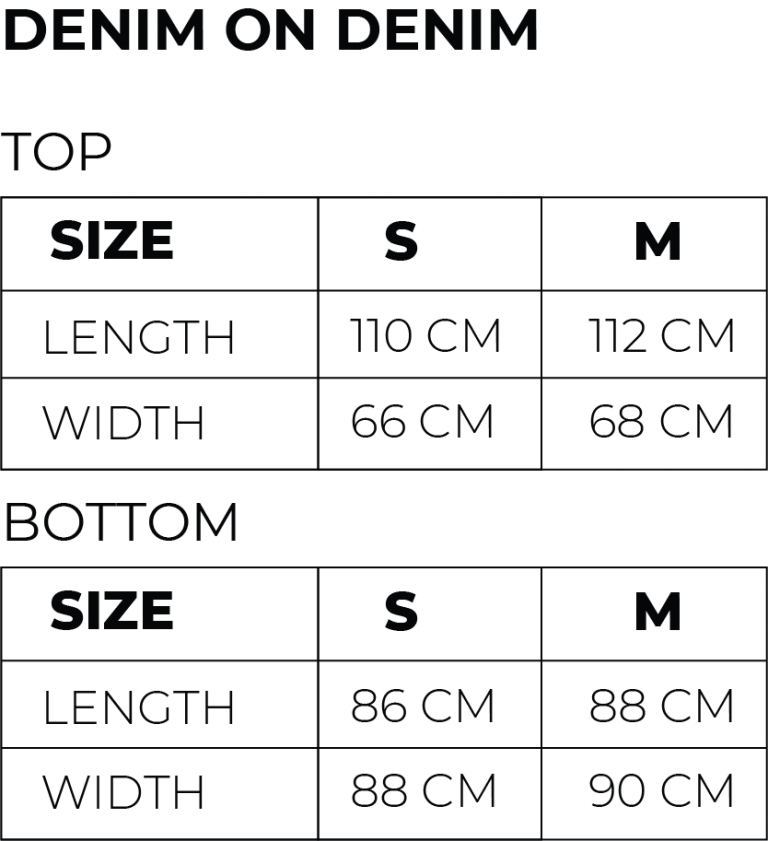 DENIM ON DENIM
TOP
SIZE S M
LENGTH 110 CM 112 CM
WIDTH 66 CM 68 CM
BOTTOM
SIZE S M
LENGTH 86 CM 88 CM
WIDTH 88 CM 90 CM